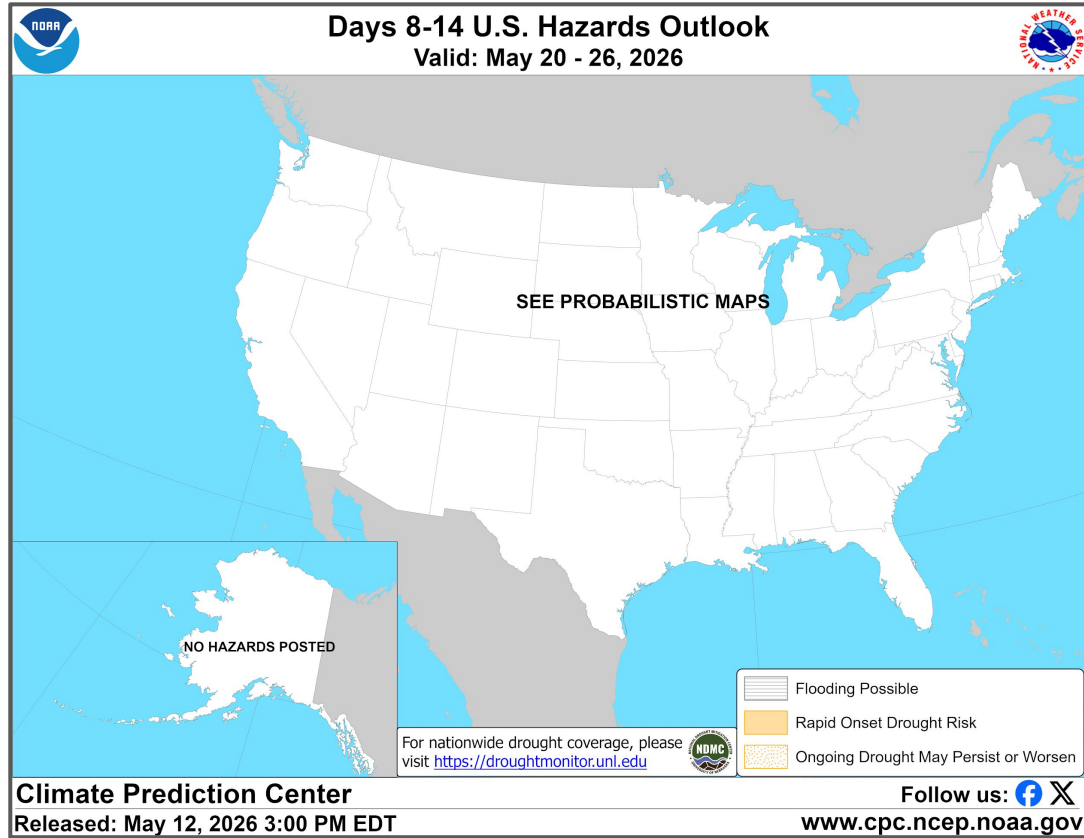 NOAA
Days 8-14 U.S. Hazards Outlook
Valid: May 20 - 26, 2026
NATIONAL WEATHER SERVICE
SEE PROBABILISTIC MAPS
NO HAZARDS POSTED
Flooding Possible
Rapid Onset Drought Risk
Ongoing Drought May Persist or Worsen
For nationwide drought coverage, please
visit https://droughtmonitor.unl.edu
NDMC
Climate Prediction Center
Follow us:
Released: May 12, 2026 3:00 PM EDT
www.cpc.ncep.noaa.gov